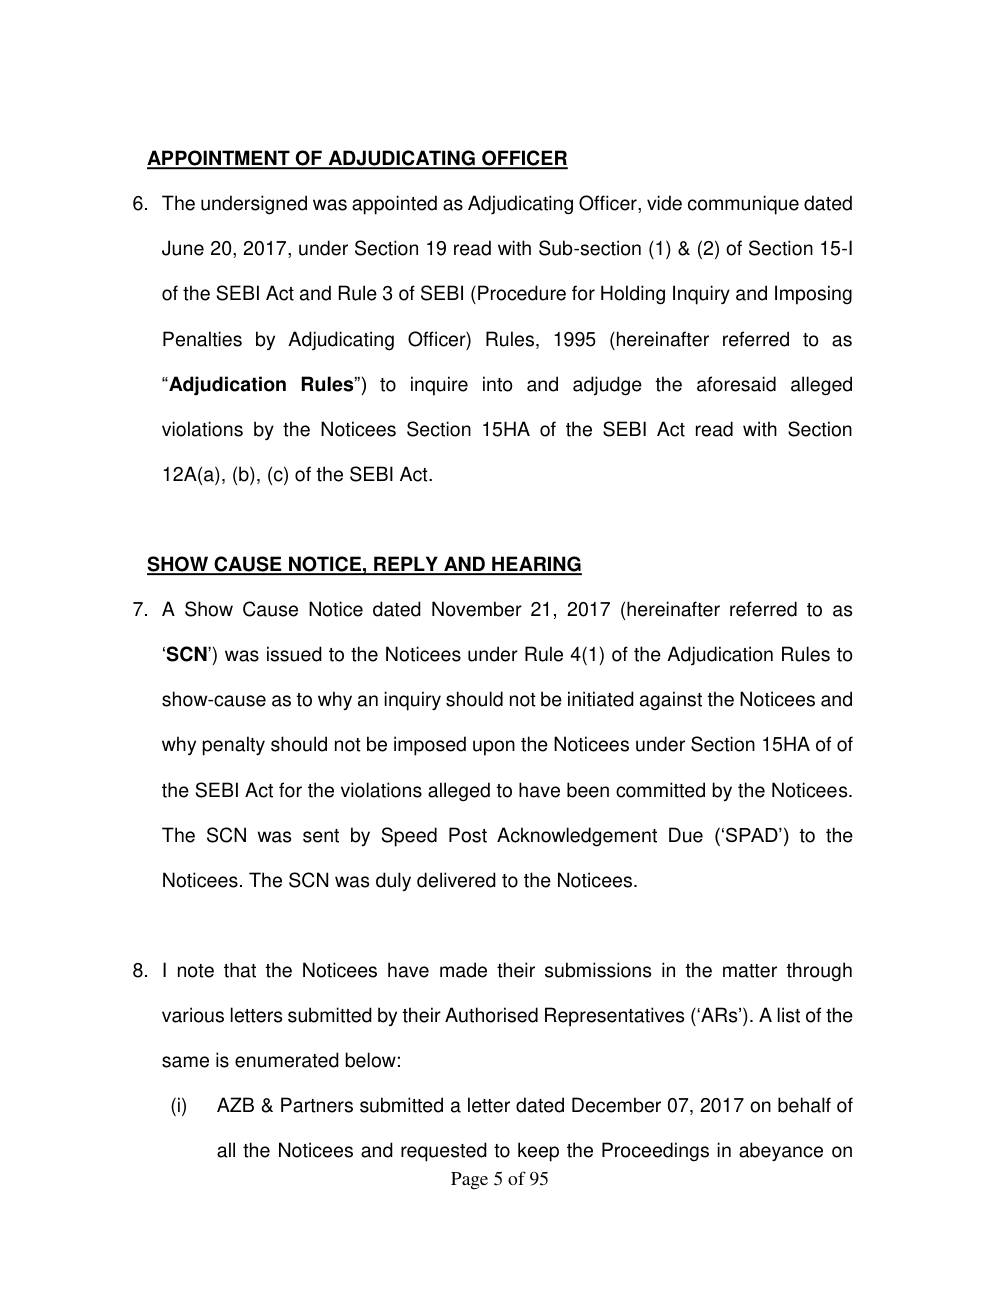 APPOINTMENT OF ADJUDICATING OFFICER
6. The undersigned was appointed as Adjudicating Officer, vide communique dated
June 20, 2017, under Section 19 read with Sub-section (1) & (2) of Section 15-I
of the SEBI Act and Rule 3 of SEBI (Procedure for Holding Inquiry and Imposing
Penalties by Adjudicating Officer) Rules, 1995 (hereinafter referred to as
“Adjudication Rules”) to inquire into and adjudge the aforesaid alleged
violations by the Noticees Section 15HA of the SEBI Act read with Section
12A(a), (b), (c) of the SEBI Act.
SHOW CAUSE NOTICE, REPLY AND HEARING
7. A Show Cause Notice dated November 21, 2017 (hereinafter referred to as
‘SCN’) was issued to the Noticees under Rule 4(1) of the Adjudication Rules to
show-cause as to why an inquiry should not be initiated against the Noticees and
why penalty should not be imposed upon the Noticees under Section 15HA of of
the SEBI Act for the violations alleged to have been committed by the Noticees.
The SCN was sent by Speed Post Acknowledgement Due (‘SPAD’) to the
Noticees. The SCN was duly delivered to the Noticees.
8. I note that the Noticees have made their submissions in the matter through
various letters submitted by their Authorised Representatives (‘ARs’). A list of the
same is enumerated below:
(i) AZB & Partners submitted a letter dated December 07, 2017 on behalf of
all the Noticees and requested to keep the Proceedings in abeyance on
Page 5 of 95